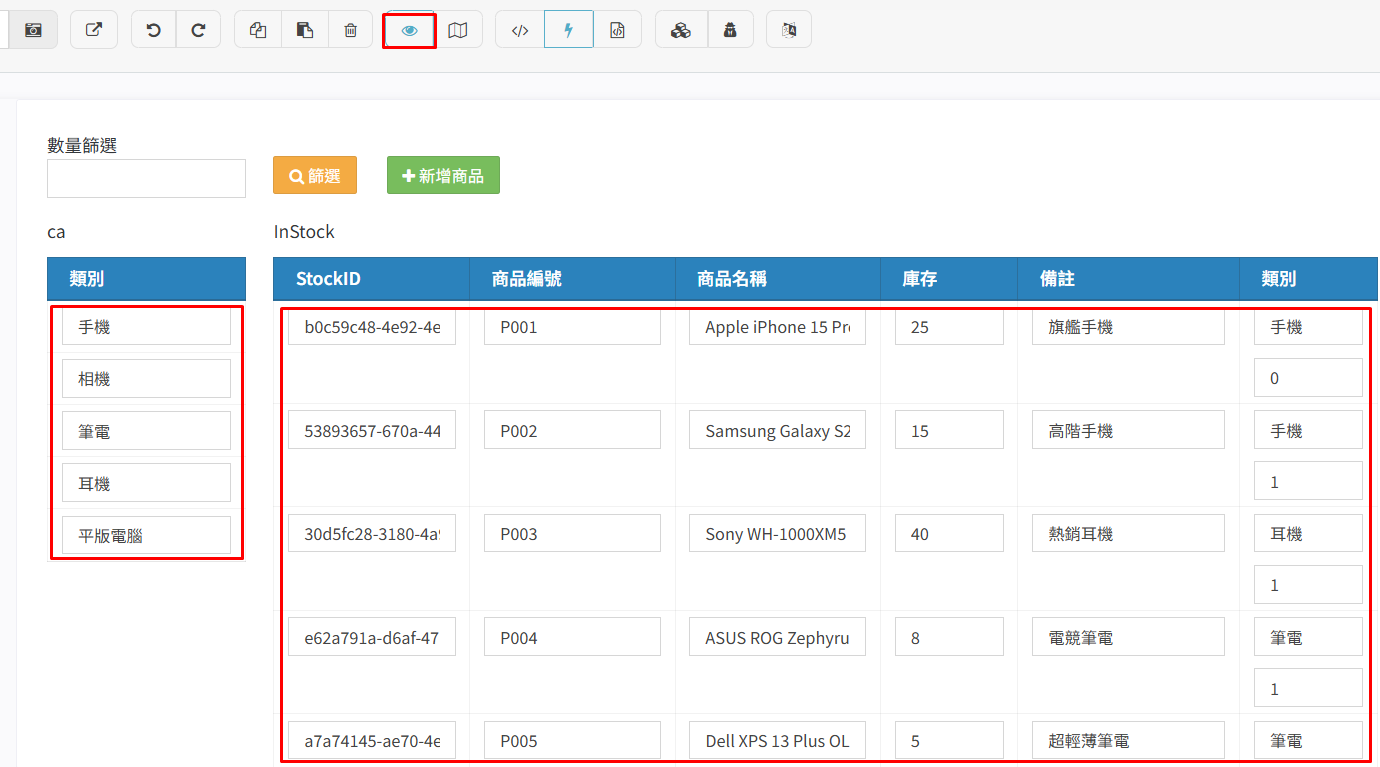 數量篩選
篩選
新增商品
ca
InStock
類別
StockID 商品編號 商品名稱 庫存 備註 類別
手機
相機
筆電
耳機
平版電腦
b0c59c48-4e92-4e P001 Apple iPhone 15 Pr 25 旗艦手機 手機
0
53893657-670a-44 P002 Samsung Galaxy S2 15 高階手機 手機
1
30d5fc28-3180-4a P003 Sony WH-1000XM5 40 熱銷耳機 耳機
1
e62a791a-d6af-47 P004 ASUS ROG Zephyru 8 電競筆電 筆電
1
a7a74145-ae70-4e P005 Dell XPS 13 Plus OL 5 超輕薄筆電 筆電